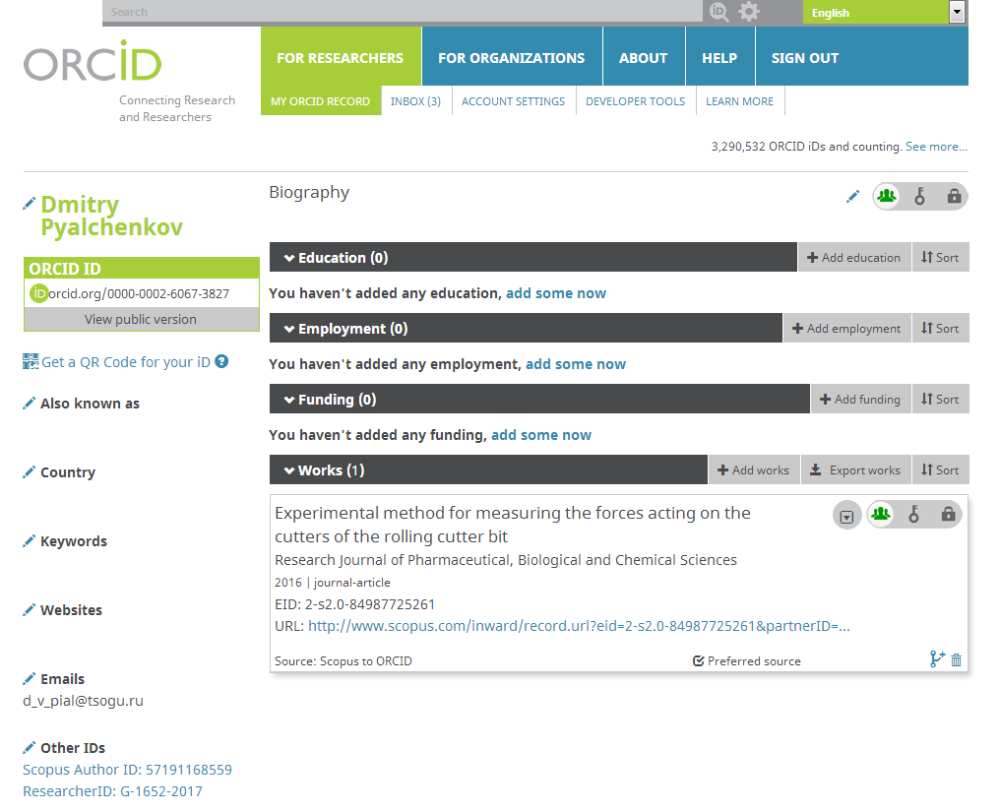 Search
English
ORCID
Connecting Research
and Researchers
FOR RESEARCHERS
FOR ORGANIZATIONS
ABOUT
HELP
SIGN OUT
MY ORCID RECORD
INBOX (3)
ACCOUNT SETTINGS
DEVELOPER TOOLS
LEARN MORE
3,290,532 ORCID iDs and counting. See more...
Dmitry
Pyalchenkov
ORCID ID
iD orcid.org/0000-0002-6067-3827
View public version
Get a QR Code for your iD ?
Also known as
Country
Keywords
Websites
Emails
d_v_pial@tsogu.ru
Other IDs
Scopus Author ID: 57191168559
ResearcherID: G-1652-2017
Biography
Education (0)
Add education
Sort
You haven't added any education, add some now
Employment (0)
Add employment
Sort
You haven't added any employment, add some now
Funding (0)
Add funding
Sort
You haven't added any funding, add some now
Works (1)
Add works
Export works
Sort
Experimental method for measuring the forces acting on the
cutters of the rolling cutter bit
Research Journal of Pharmaceutical, Biological and Chemical Sciences
2016 | journal-article
EID: 2-s2.0-84987725261
URL: http://www.scopus.com/inward/record.url?eid=2-s2.0-84987725261&partnerID=...
Source: Scopus to ORCID
Preferred source